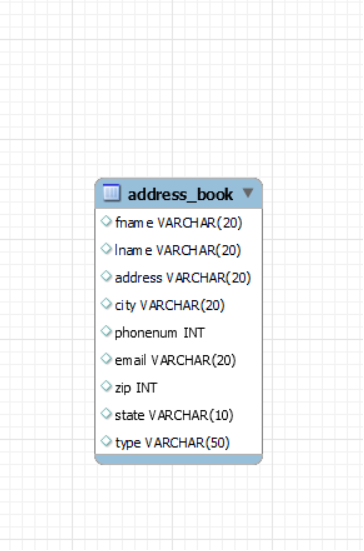 address_book
fname VARCHAR(20)
lname VARCHAR(20)
address VARCHAR(20)
city VARCHAR(20)
phonenum INT
email VARCHAR(20)
zip INT
state VARCHAR(10)
type VARCHAR(50)